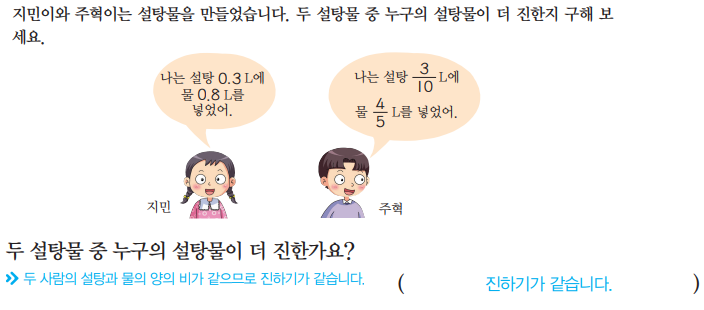 지민이와 주혁이는 설탕물을 만들었습니다. 두 설탕물 중 누구의 설탕물이 더 진한지 구해 보
세요.
나는 설탕 0.3 L에
물 0.8 L를
넣었어.
나는 설탕 3/10 L에
물 4/5 L를 넣었어.
지민
주혁
두 설탕물 중 누구의 설탕물이 더 진한가요?
두 사람의 설탕과 물의 양의 비가 같으므로 진하기가 같습니다.
( 진하기가 같습니다. )